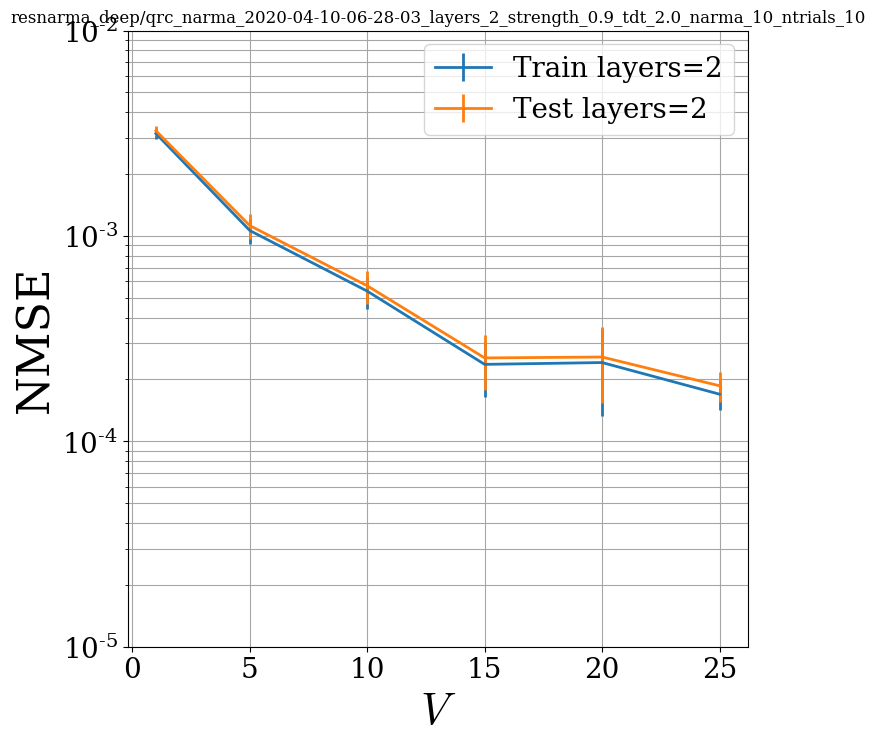 resnarma_deep/qrc_narma_2020-04-10-06-28-03_layers_2_strength_0.9_tdt_2.0_narma_10_ntrials_10
10^-2
Train layers=2
Test layers=2
10^-3
NMSE
10^-4
10^-5
0 5 10 15 20 25
V